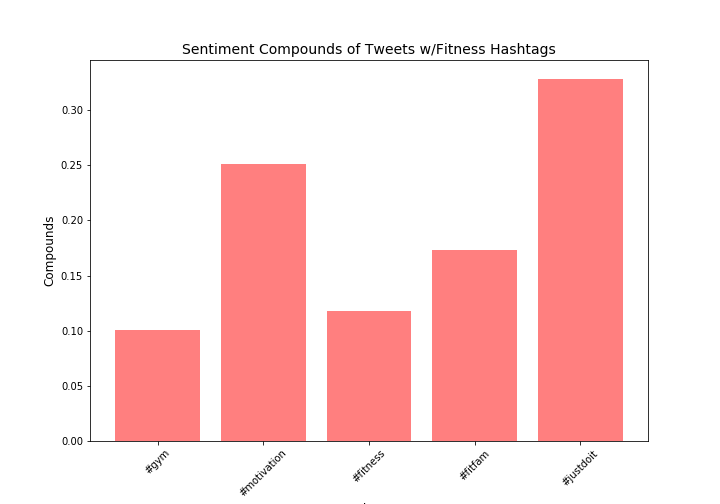 Sentiment Compounds of Tweets w/Fitness Hashtags
Compounds
0.30
0.25
0.20
0.15
0.10
0.05
0.00
#gym
#motivation
#fitness
#fitfam
#justdoit